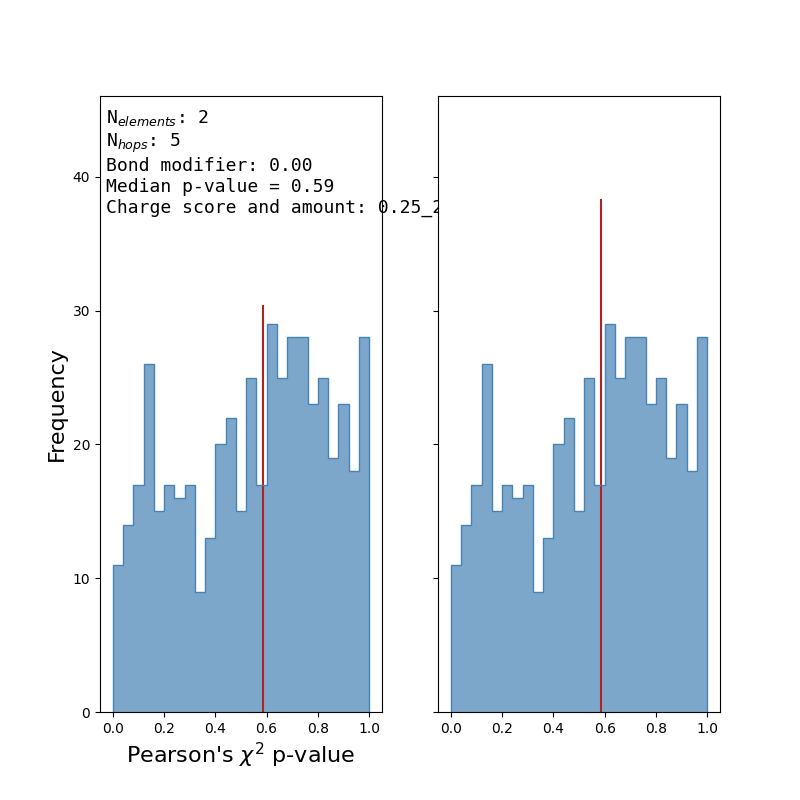 N_elements: 2
N_hops: 5
Bond modifier: 0.00
Median p-value = 0.59
Charge score and amount: 0.25_2
40
30
20
10
0
Frequency
0.0 0.2 0.4 0.6 0.8 1.0
0.0 0.2 0.4 0.6 0.8 1.0
Pearson's χ² p-value